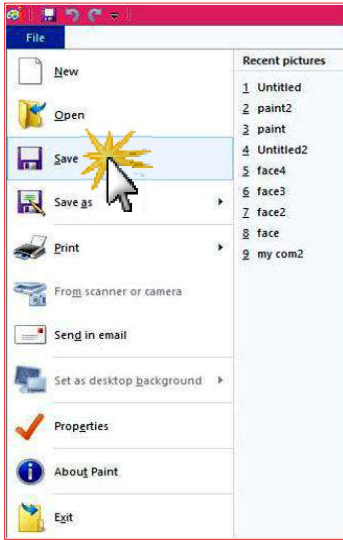 File
New
Open
Save
Save as
Print
From scanner or camera
Send in email
Set as desktop background
Properties
About Paint
Exit
Recent pictures
1 Untitled
2 paint2
3 paint
4 Untitled2
5 face4
6 face3
7 face2
8 face
9 my com2